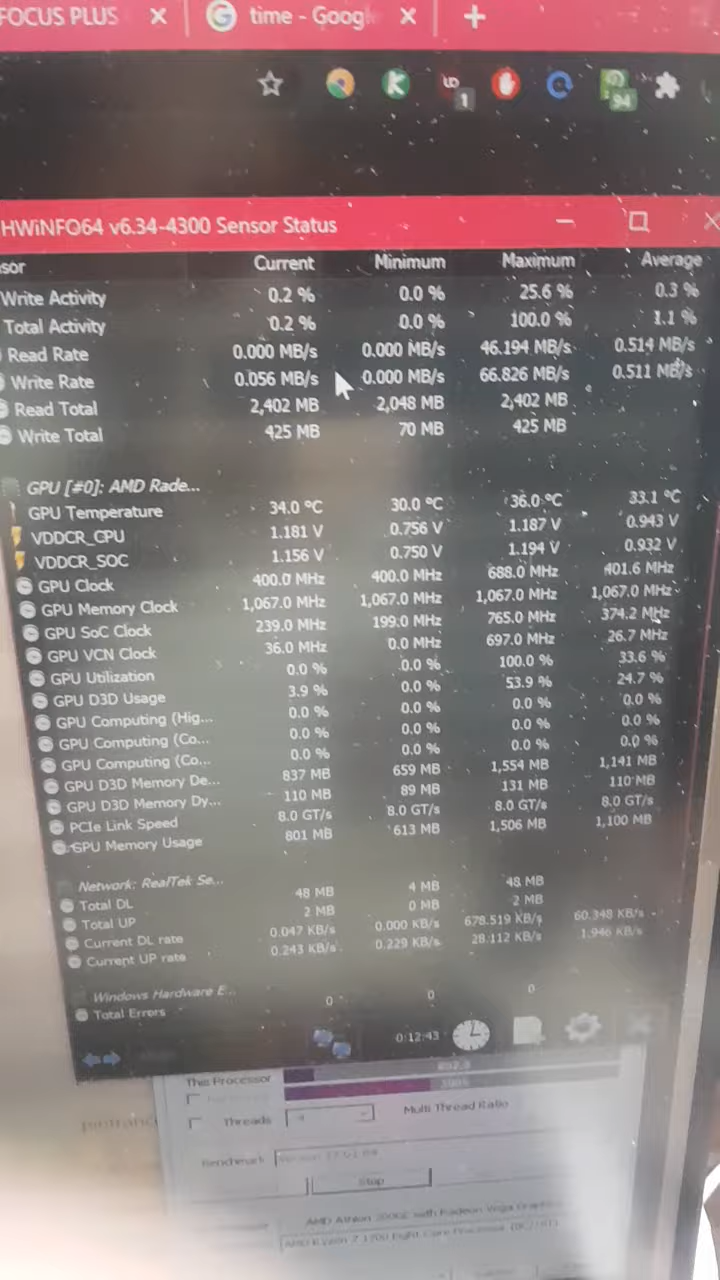 FOCUS PLUS
time - Googl
1
94
HWiNFO64 v6.34-4300 Sensor Status
sor Current Minimum Maximum Average
Write Activity 0.2 % 0.0 % 25.6 % 0.3 %
Total Activity 0.2 % 0.0 % 100.0 % 1.1 %
Read Rate 0.000 MB/s 0.000 MB/s 46.194 MB/s 0.514 MB/s
Write Rate 0.056 MB/s 0.000 MB/s 66.826 MB/s 0.511 MB/s
Read Total 2,402 MB 2,048 MB 2,402 MB
Write Total 425 MB 70 MB 425 MB
GPU [#0]: AMD Rade...
GPU Temperature 34.0 °C 30.0 °C 36.0 °C 33.1 °C
VDDCR_CPU 1.181 V 0.756 V 1.187 V 0.943 V
VDDCR_SOC 1.156 V 0.750 V 1.194 V 0.932 V
GPU Clock 400.0 MHz 400.0 MHz 688.0 MHz 401.6 MHz
GPU Memory Clock 1,067.0 MHz 1,067.0 MHz 1,067.0 MHz 1,067.0 MHz
GPU SoC Clock 239.0 MHz 199.0 MHz 765.0 MHz 374.2 MHz
GPU VCN Clock 36.0 MHz 0.0 MHz 697.0 MHz 26.7 MHz
GPU Utilization 0.0 % 0.0 % 100.0 % 33.6 %
GPU D3D Usage 3.9 % 0.0 % 53.9 % 24.7 %
GPU Computing (Hig... 0.0 % 0.0 % 0.0 % 0.0 %
GPU Computing (Co... 0.0 % 0.0 % 0.0 % 0.0 %
GPU Computing (Co... 0.0 % 0.0 % 0.0 % 0.0 %
GPU D3D Memory De... 837 MB 659 MB 1,554 MB 1,141 MB
GPU D3D Memory Dy... 110 MB 89 MB 131 MB 110 MB
PCIe Link Speed 8.0 GT/s 8.0 GT/s 8.0 GT/s 8.0 GT/s
GPU Memory Usage 801 MB 613 MB 1,506 MB 1,100 MB
Network: RealTek Se...
Total DL 48 MB 4 MB 48 MB
Total UP 2 MB 0 MB 2 MB
Current DL rate 0.047 KB/s 0.000 KB/s 678.519 KB/s 60.348 KB/s
Current UP rate 0.243 KB/s 0.229 KB/s 28.112 KB/s 1.946 KB/s
Windows Hardware E...
Total Errors 0 0 0
0:12:43
This Processor
Threads 4 Multi Thread Ratio
Benchmark
Stop
AMD Athlon with Radeon Vega Graphi
AMD Ryzen 7 1700 Eight-Core Processor